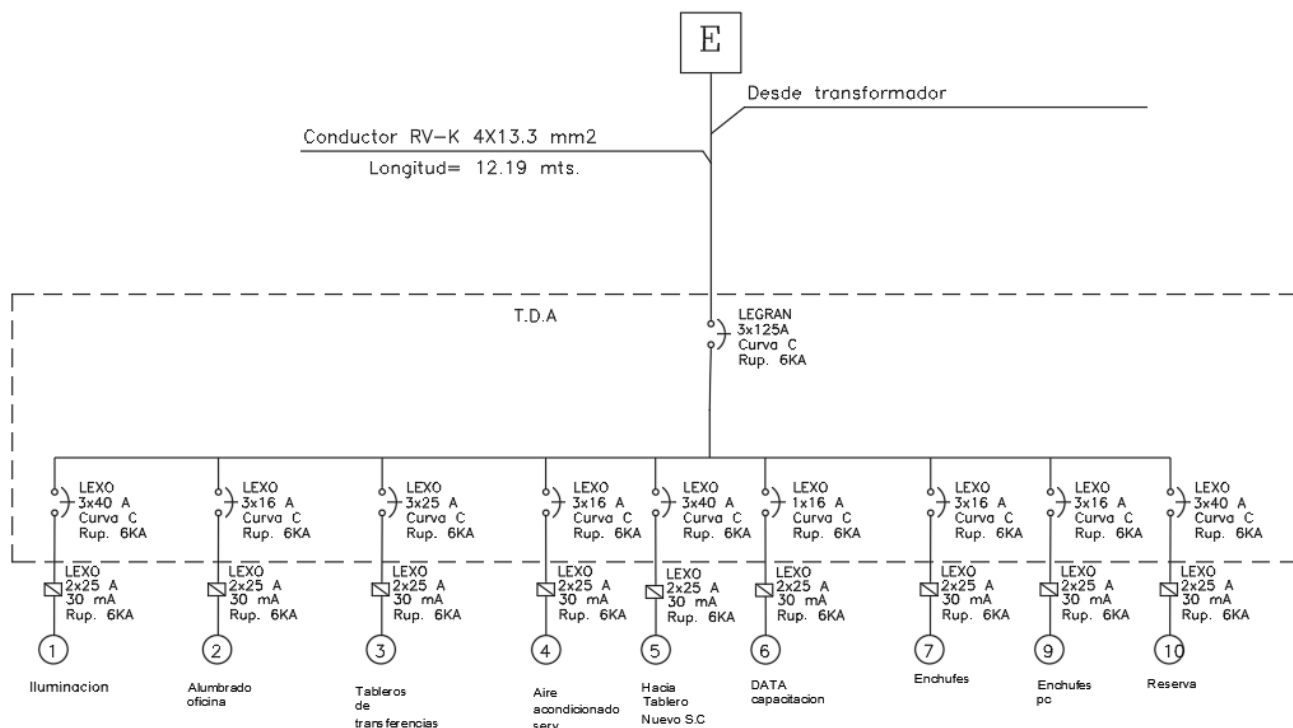 E
Desde transformador
Conductor RV-K 4X13.3 mm2
Longitud= 12.19 mts.
T.D.A
LEGRAN
3x125A
Curva C
Rup. 6KA
LEXO
3x40 A
Curva C
Rup. 6KA
LEXO
3x16 A
Curva C
Rup. 6KA
LEXO
3x25 A
Curva C
Rup. 6KA
LEXO
3x16 A
Curva C
Rup. 6KA
LEXO
3x40 A
Curva C
Rup. 6KA
LEXO
1x16 A
Curva C
Rup. 6KA
LEXO
3x16 A
Curva C
Rup. 6KA
LEXO
3x16 A
Curva C
Rup. 6KA
LEXO
3x40 A
Curva C
Rup. 6KA
LEXO
2x25 A
30 mA
Rup. 6KA
LEXO
2x25 A
30 mA
Rup. 6KA
LEXO
2x25 A
30 mA
Rup. 6KA
LEXO
2x25 A
30 mA
Rup. 6KA
LEXO
2x25 A
30 mA
Rup. 6KA
LEXO
2x25 A
30 mA
Rup. 6KA
LEXO
2x25 A
30 mA
Rup. 6KA
LEXO
2x25 A
30 mA
Rup. 6KA
LEXO
2x25 A
30 mA
Rup. 6KA
1
Iluminacion
2
Alumbrado
oficina
3
Tableros
de
transferencias
4
Aire
acondicionado
serv
5
Hacia
Tablero
Nuevo S.C
6
DATA
capacitacion
7
Enchufes
9
Enchufes
pc
10
Reserva